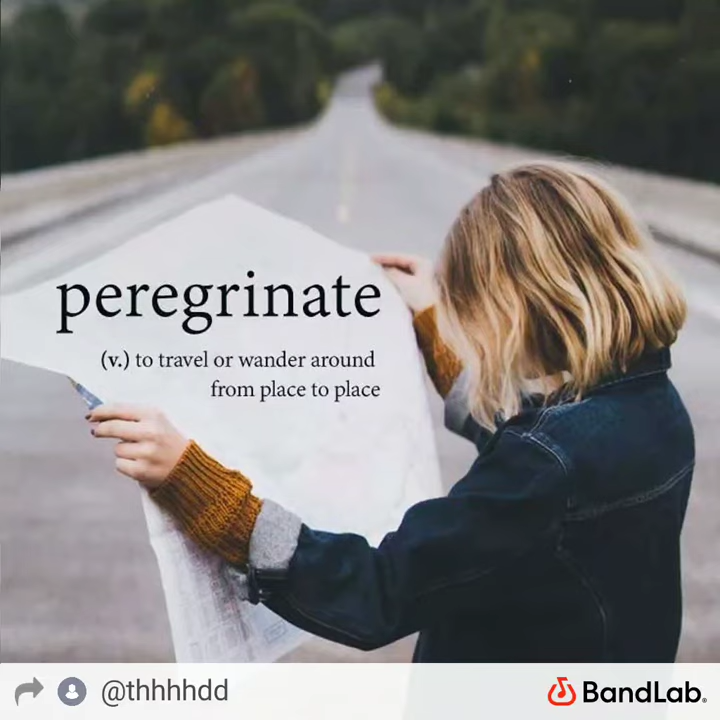 peregrinate
(v.) to travel or wander around
from place to place
@thhhhdd
BandLab®